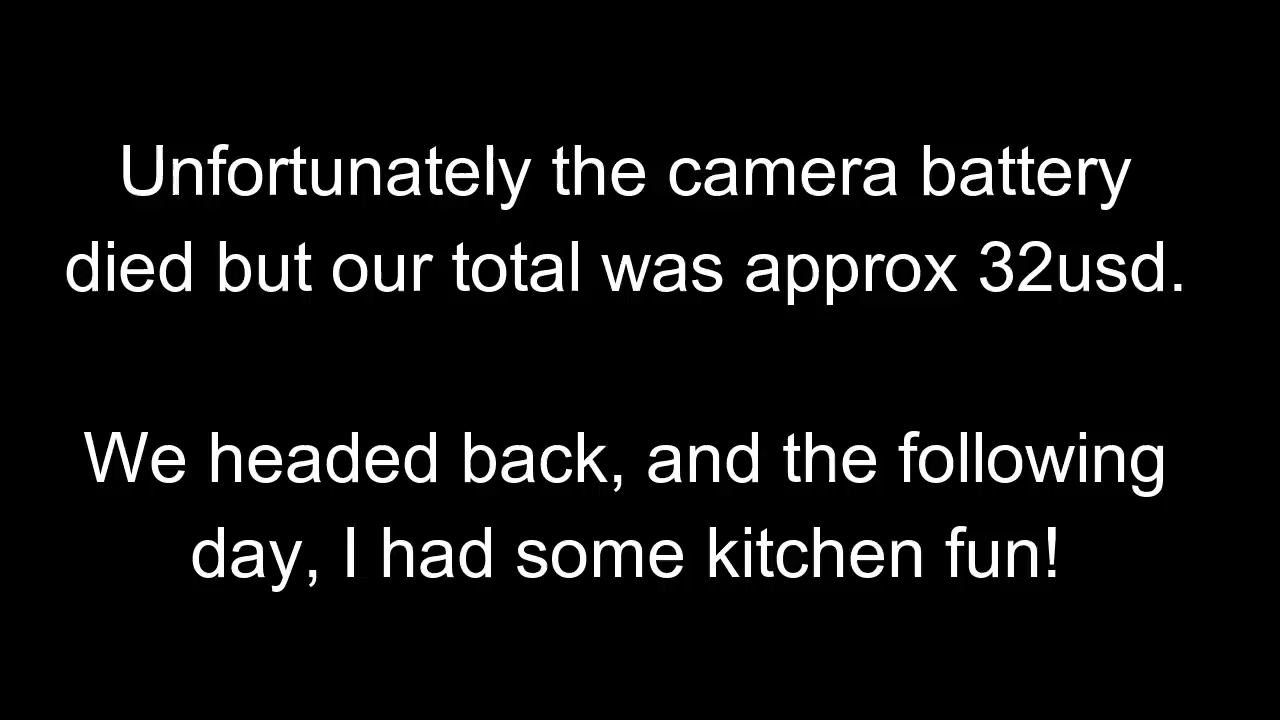 Unfortunately the camera battery
died but our total was approx 32usd.
We headed back, and the following
day, I had some kitchen fun!